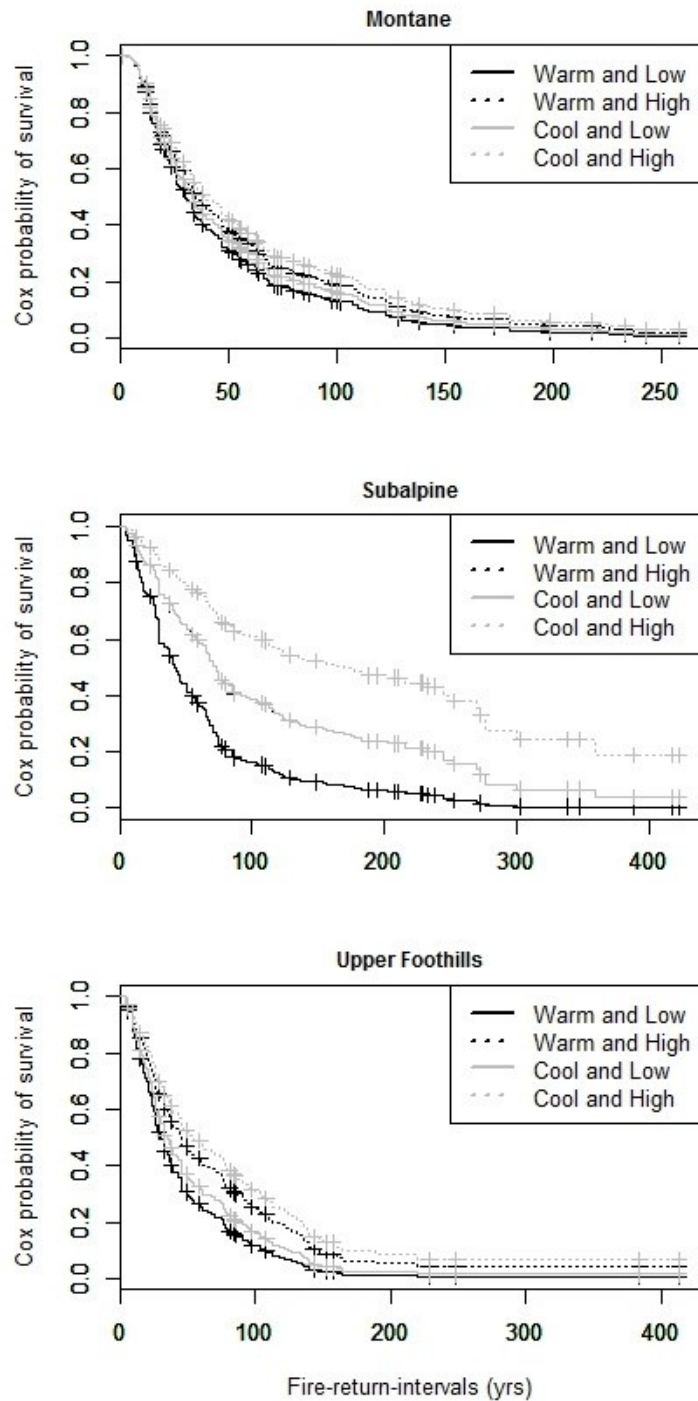 Montane
Cox probability of survival
1.0
0.8
0.6
0.4
0.2
0.0
Warm and Low
Warm and High
Cool and Low
Cool and High
0 50 100 150 200 250
Subalpine
Cox probability of survival
1.0
0.8
0.6
0.4
0.2
0.0
Warm and Low
Warm and High
Cool and Low
Cool and High
0 100 200 300 400
Upper Foothills
Cox probability of survival
1.0
0.8
0.6
0.4
0.2
0.0
Warm and Low
Warm and High
Cool and Low
Cool and High
0 100 200 300 400
Fire-return-intervals (yrs)